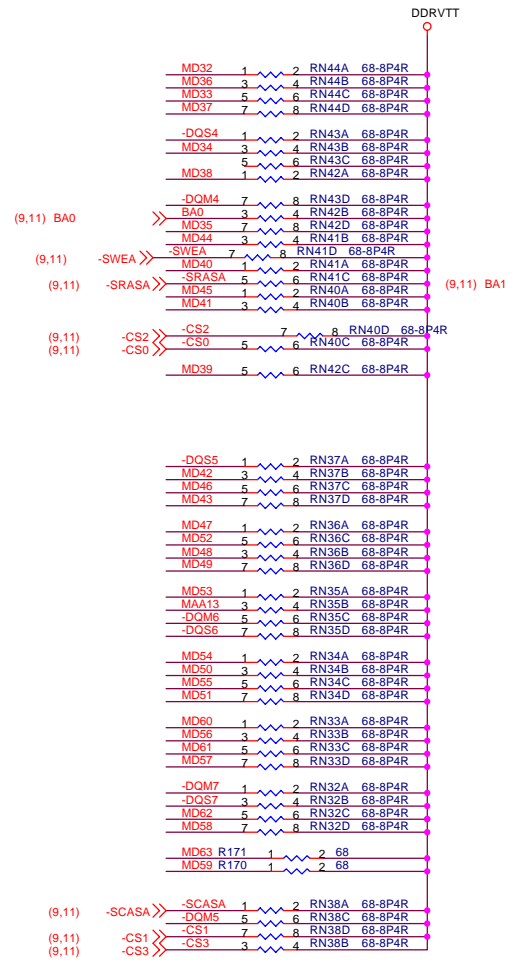 DDRVTT
MD32 1 2 RN44A 68-8P4R
MD36 3 4 RN44B 68-8P4R
MD33 5 6 RN44C 68-8P4R
MD37 7 8 RN44D 68-8P4R
-DQS4 1 2 RN43A 68-8P4R
MD34 3 4 RN43B 68-8P4R
5 6 RN43C 68-8P4R
MD38 1 2 RN42A 68-8P4R
-DQM4 7 8 RN43D 68-8P4R
(9,11) BA0 BA0 3 4 RN42B 68-8P4R
MD35 7 8 RN42D 68-8P4R
MD44 3 4 RN41B 68-8P4R
(9,11) -SWEA -SWEA 7 8 RN41D 68-8P4R
MD40 1 2 RN41A 68-8P4R
(9,11) -SRASA -SRASA 5 6 RN41C 68-8P4R (9,11) BA1
MD45 1 2 RN40A 68-8P4R
MD41 3 4 RN40B 68-8P4R
(9,11) -CS2 -CS2 7 8 RN40D 68-8P4R
(9,11) -CS0 -CS0 5 6 RN40C 68-8P4R
MD39 5 6 RN42C 68-8P4R
-DQS5 1 2 RN37A 68-8P4R
MD42 3 4 RN37B 68-8P4R
MD46 5 6 RN37C 68-8P4R
MD43 7 8 RN37D 68-8P4R
MD47 1 2 RN36A 68-8P4R
MD52 5 6 RN36C 68-8P4R
MD48 3 4 RN36B 68-8P4R
MD49 7 8 RN36D 68-8P4R
MD53 1 2 RN35A 68-8P4R
MAA13 3 4 RN35B 68-8P4R
-DQM6 5 6 RN35C 68-8P4R
-DQS6 7 8 RN35D 68-8P4R
MD54 1 2 RN34A 68-8P4R
MD50 3 4 RN34B 68-8P4R
MD55 5 6 RN34C 68-8P4R
MD51 7 8 RN34D 68-8P4R
MD60 1 2 RN33A 68-8P4R
MD56 3 4 RN33B 68-8P4R
MD61 5 6 RN33C 68-8P4R
MD57 7 8 RN33D 68-8P4R
-DQM7 1 2 RN32A 68-8P4R
-DQS7 3 4 RN32B 68-8P4R
MD62 5 6 RN32C 68-8P4R
MD58 7 8 RN32D 68-8P4R
MD63 R171 1 2 68
MD59 R170 1 2 68
(9,11) -SCASA -SCASA 1 2 RN38A 68-8P4R
-DQM5 5 6 RN38C 68-8P4R
(9,11) -CS1 -CS1 7 8 RN38D 68-8P4R
(9,11) -CS3 -CS3 3 4 RN38B 68-8P4R